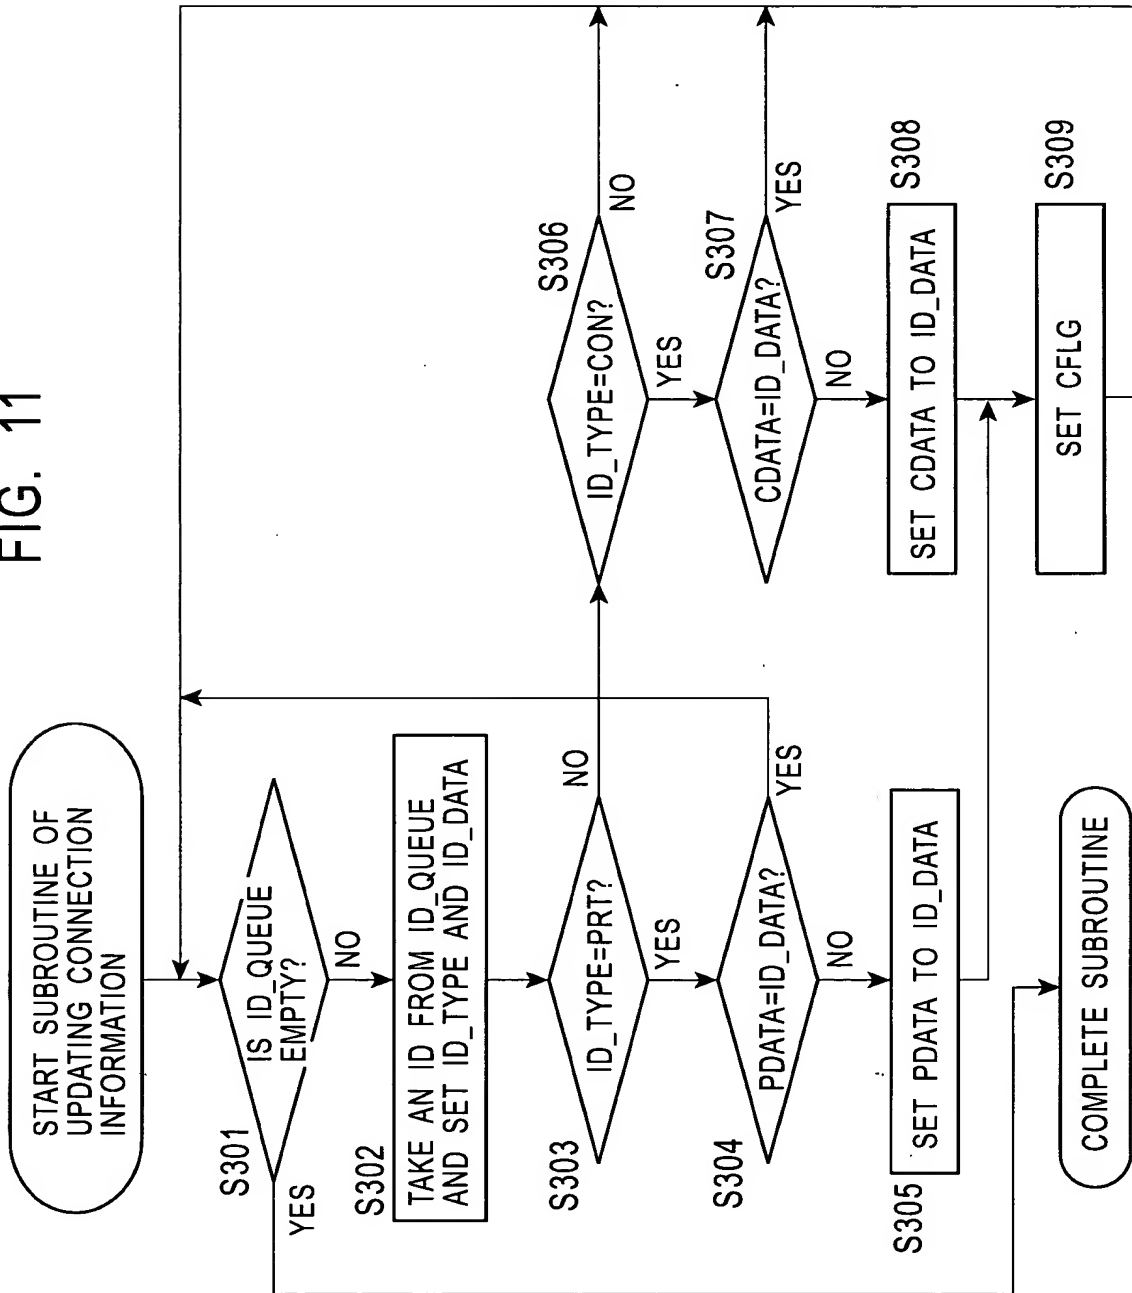 FIG. 11
START SUBROUTINE OF
UPDATING CONNECTION
INFORMATION
S301
IS ID_QUEUE
EMPTY?
YES
NO
S302
TAKE AN ID FROM ID_QUEUE
AND SET ID_TYPE AND ID_DATA
S303
ID_TYPE=PRT?
NO
YES
S304
PDATA=ID_DATA?
YES
NO
S305
SET PDATA TO ID_DATA
COMPLETE SUBROUTINE
S306
ID_TYPE=CON?
NO
YES
S307
CDATA=ID_DATA?
YES
NO
S308
SET CDATA TO ID_DATA
S309
SET CFLG